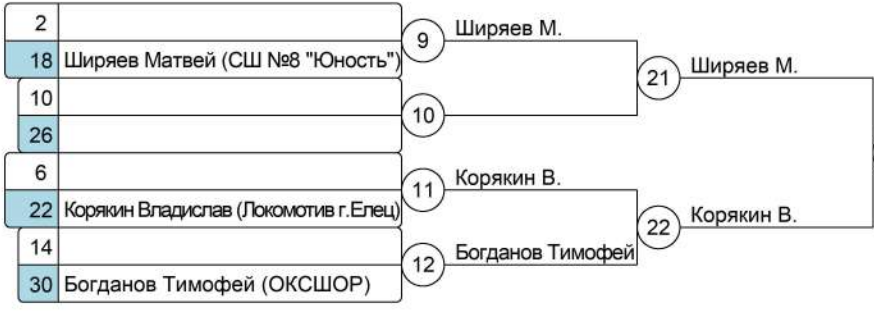 2
18 Ширяев Матвей (СШ №8 "Юность")
9 Ширяев М.
10
26
10
21 Ширяев М.
6
22 Корякин Владислав (Локомотив г.Елец)
11 Корякин В.
14
30 Богданов Тимофей (ОКСШОР)
12 Богданов Тимофей
22 Корякин В.